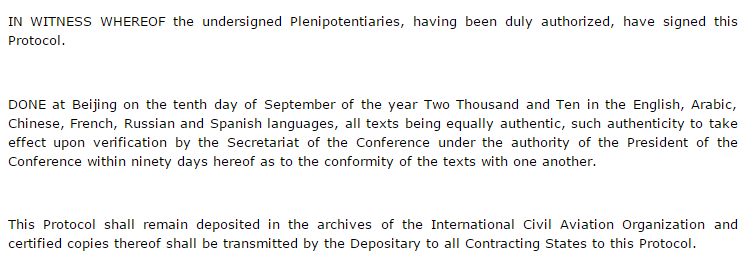 IN WITNESS WHEREOF the undersigned Plenipotentiaries, having been duly authorized, have signed this
Protocol.
DONE at Beijing on the tenth day of September of the year Two Thousand and Ten in the English, Arabic,
Chinese, French, Russian and Spanish languages, all texts being equally authentic, such authenticity to take
effect upon verification by the Secretariat of the Conference under the authority of the President of the
Conference within ninety days hereof as to the conformity of the texts with one another.
This Protocol shall remain deposited in the archives of the International Civil Aviation Organization and
certified copies thereof shall be transmitted by the Depositary to all Contracting States to this Protocol.